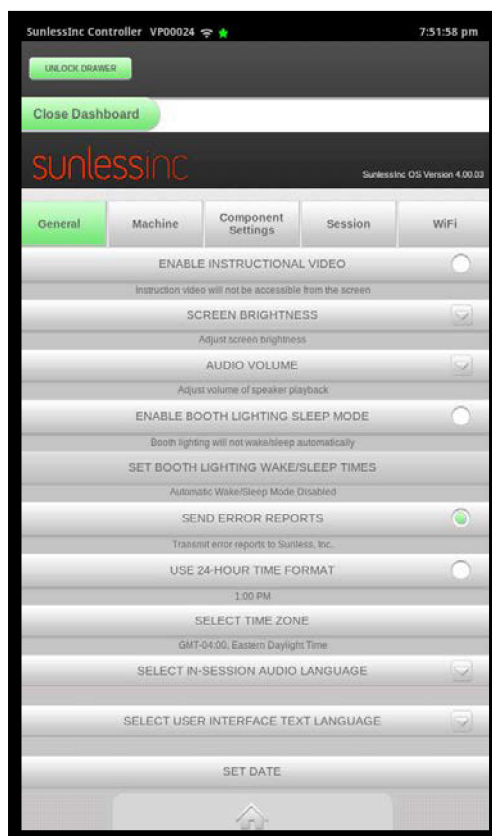 SunlessInc Controller VP00024 7:51:58 pm
UNLOCK DRAWER
Close Dashboard
sunlessinc
SunlessInc OS Version 4.00.03
General Machine Component Settings Session WiFi
ENABLE INSTRUCTIONAL VIDEO
Instruction video will not be accessible from the screen
SCREEN BRIGHTNESS
Adjust screen brightness
AUDIO VOLUME
Adjust volume of speaker playback
ENABLE BOOTH LIGHTING SLEEP MODE
Booth lighting will not wake/sleep automatically
SET BOOTH LIGHTING WAKE/SLEEP TIMES
Automatic Wake/Sleep Mode Disabled
SEND ERROR REPORTS
Transmit error reports to Sunless, Inc.
USE 24-HOUR TIME FORMAT
1:00 PM
SELECT TIME ZONE
GMT-04:00, Eastern Daylight Time
SELECT IN-SESSION AUDIO LANGUAGE
SELECT USER INTERFACE TEXT LANGUAGE
SET DATE